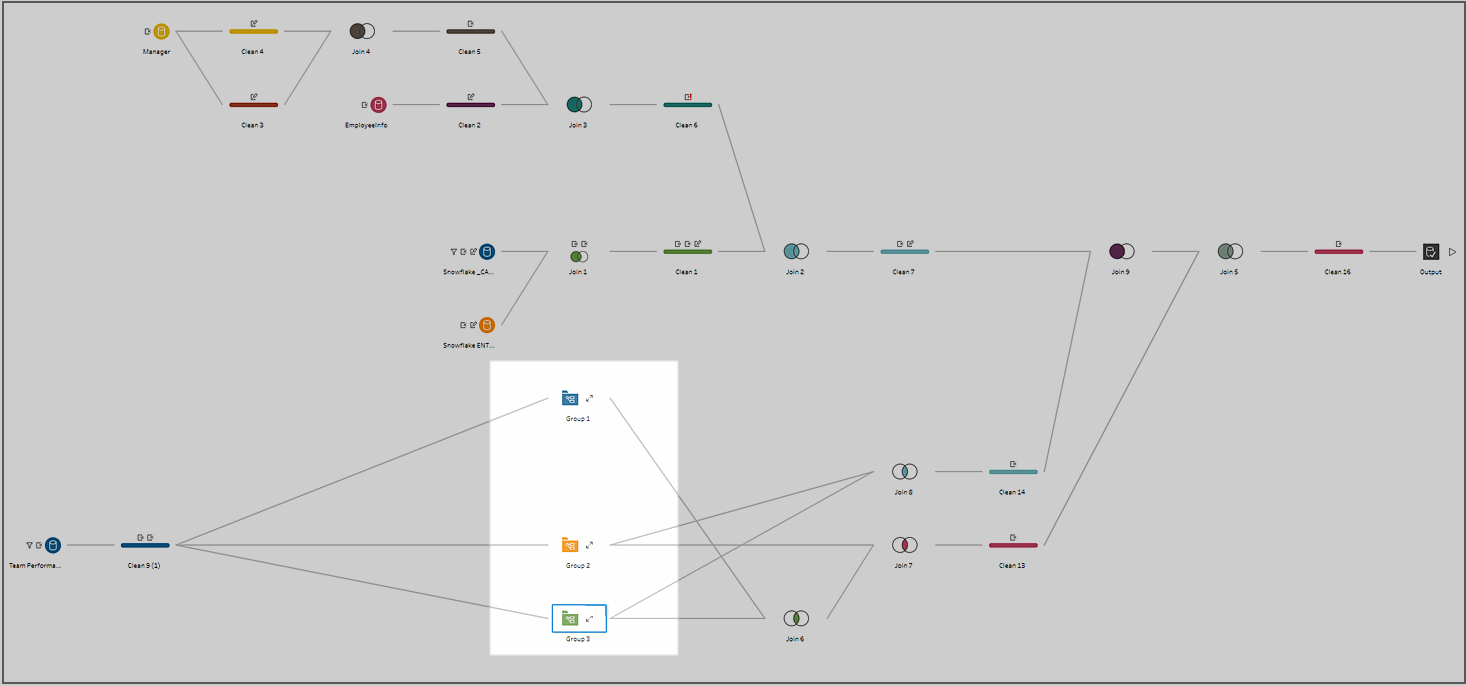 Manager
Clean 4
Join 4
Clean 5
Clean 3
EmployeeInfo
Clean 2
Join 3
Clean 6
Snowflake _CA...
Join 1
Clean 1
Join 2
Clean 7
Join 9
Join 5
Clean 16
Output
Snowflake ENT...
Group 1
Join 8
Clean 14
Team Performa...
Clean 9 (1)
Group 2
Join 7
Clean 13
Group 3
Join 6